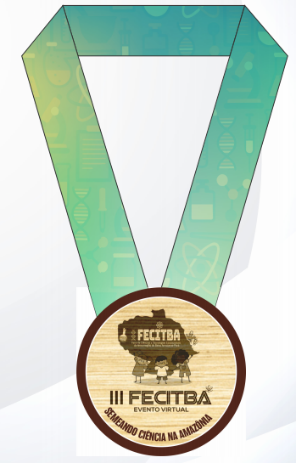 FECITBA
III FECITBA
EVENTO VIRTUAL
SEMEANDO CIÊNCIA NA AMAZÔNIA